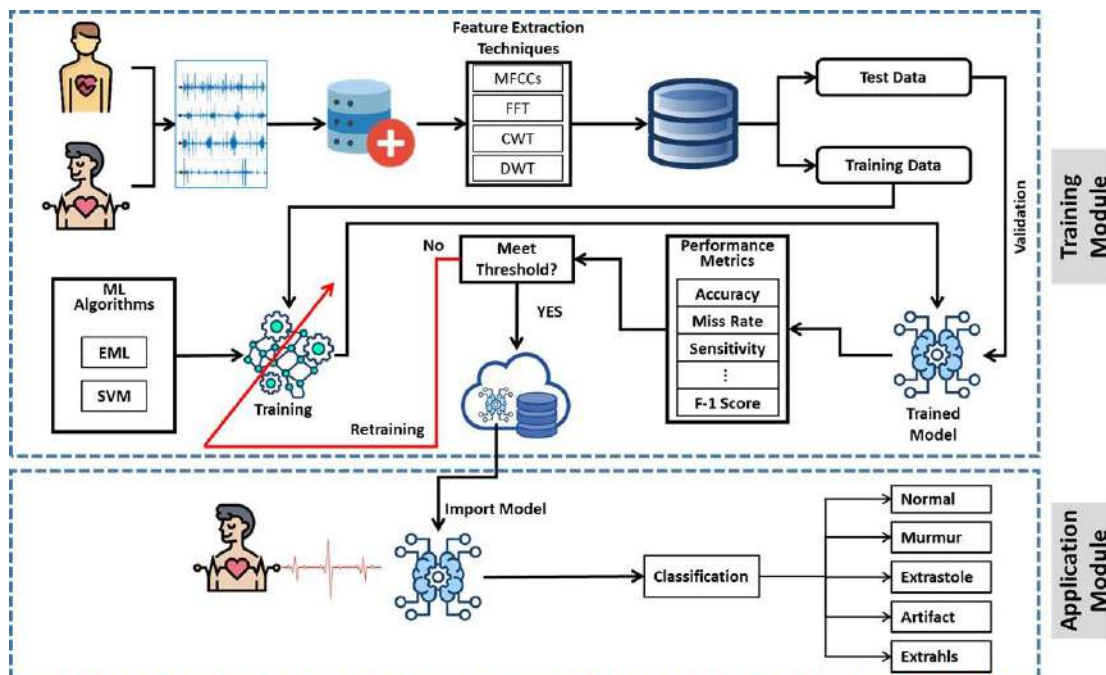 Feature Extraction
Techniques
MFCCs
FFT
CWT
DWT
Test Data
Training Data
Validation
Training
Module
ML
Algorithms
EML
SVM
Training
No
Meet
Threshold?
YES
Retraining
Performance
Metrics
Accuracy
Miss Rate
Sensitivity
⋮
F-1 Score
Trained
Model
Import Model
Classification
Normal
Murmur
Extrastole
Artifact
Extrahls
Application
Module